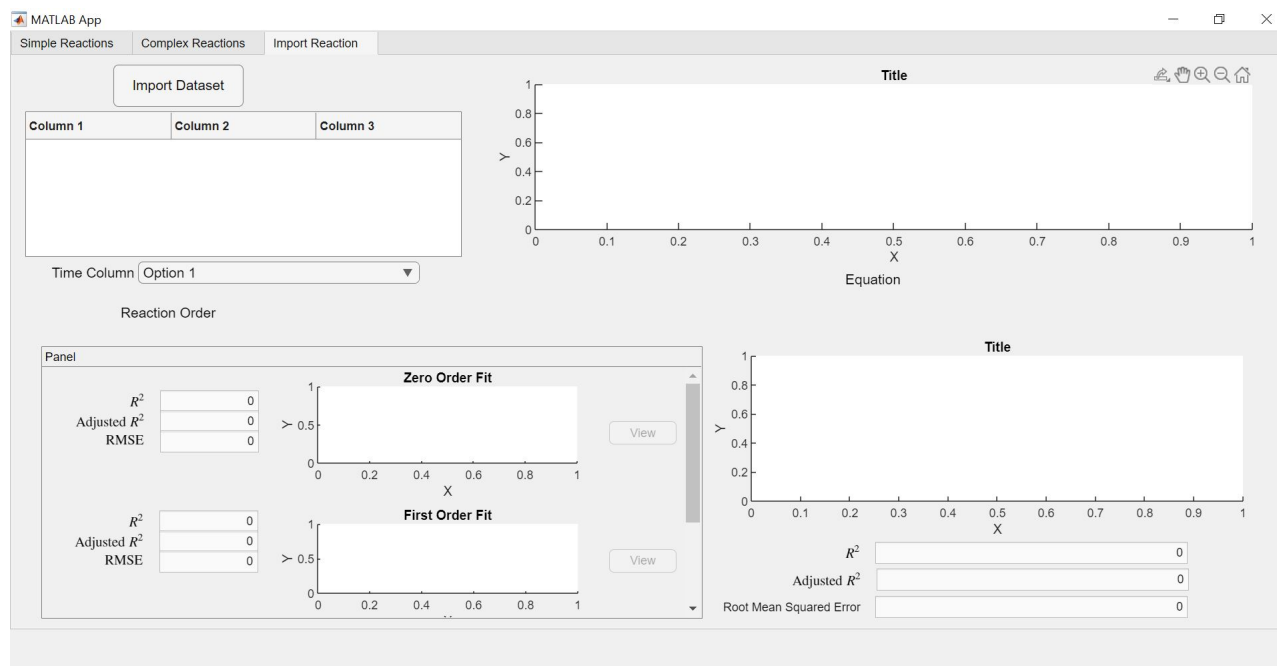 MATLAB App
Simple Reactions Complex Reactions Import Reaction
Import Dataset
Column 1 Column 2 Column 3
Time Column Option 1
Reaction Order
Title
1
0.8
0.6
0.4
0.2
0
Y
0 0.1 0.2 0.3 0.4 0.5 0.6 0.7 0.8 0.9 1
X
Equation
Panel
Zero Order Fit
R² 0
Adjusted R² 0
RMSE 0
1
0.5
0
Y
0 0.2 0.4 0.6 0.8 1
X
View
First Order Fit
R² 0
Adjusted R² 0
RMSE 0
1
0.5
0
Y
0 0.2 0.4 0.6 0.8 1
View
Title
1
0.8
0.6
0.4
0.2
0
Y
0 0.1 0.2 0.3 0.4 0.5 0.6 0.7 0.8 0.9 1
X
R² 0
Adjusted R² 0
Root Mean Squared Error 0